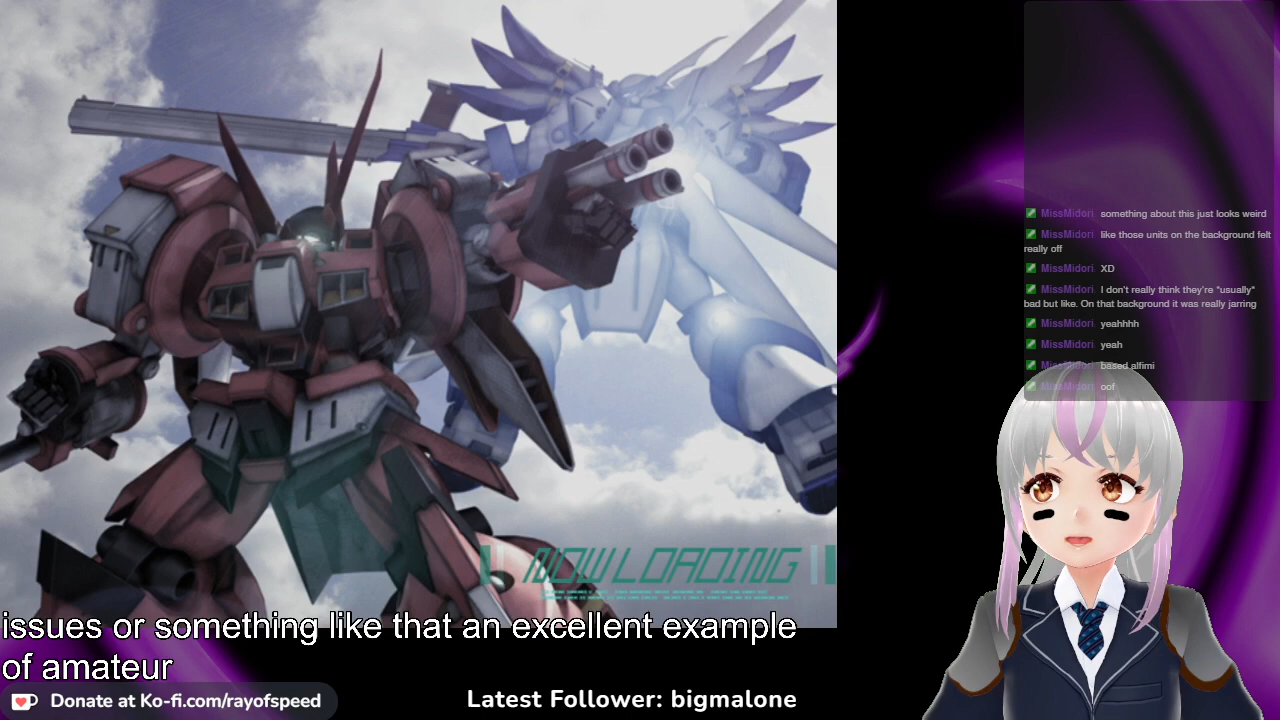 MissMidori something about this just looks weird
MissMidori like those units on the background felt
really off
MissMidori XD
MissMidori I don't really think they're "usually"
bad but like. On that background it was really jarring
MissMidori yeahhhh
MissMidori yeah
MissMidori based alfimi
MissMidori oof
NOW LOADING
issues or something like that an excellent example
of amateur
Donate at Ko-fi.com/rayofspeed
Latest Follower: bigmalone